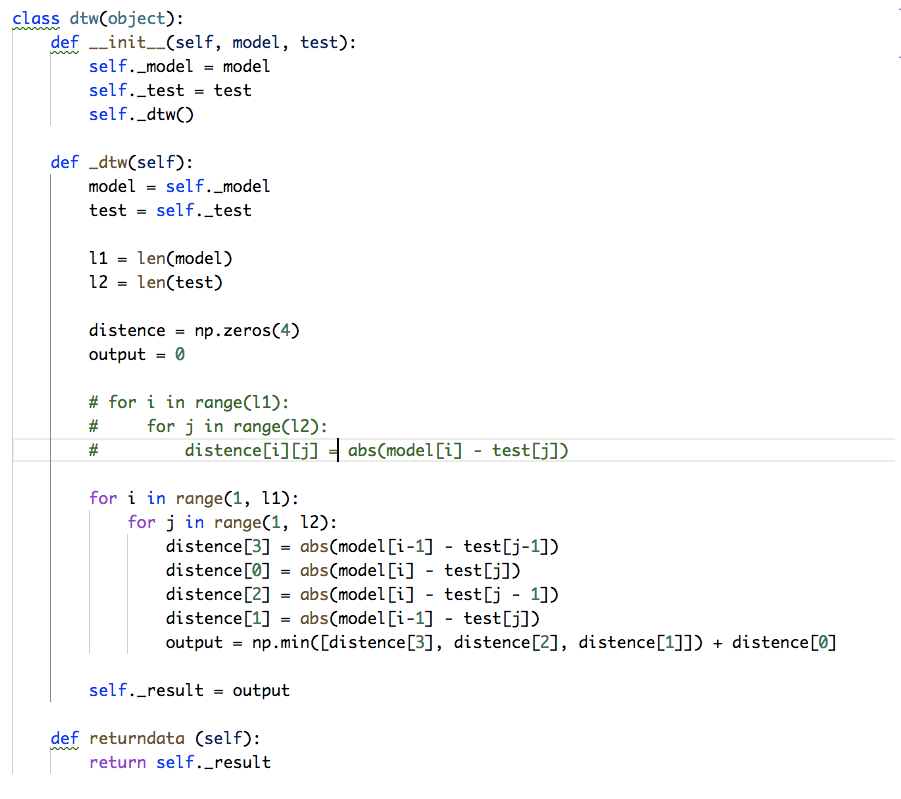 class dtw(object):
    def __init__(self, model, test):
        self._model = model
        self._test = test
        self._dtw()

    def _dtw(self):
        model = self._model
        test = self._test

        l1 = len(model)
        l2 = len(test)

        distence = np.zeros(4)
        output = 0

        # for i in range(l1):
        #     for j in range(l2):
        #         distence[i][j] = abs(model[i] - test[j])

        for i in range(1, l1):
            for j in range(1, l2):
                distence[3] = abs(model[i-1] - test[j-1])
                distence[0] = abs(model[i] - test[j])
                distence[2] = abs(model[i] - test[j - 1])
                distence[1] = abs(model[i-1] - test[j])
                output = np.min([distence[3], distence[2], distence[1]]) + distence[0]

        self._result = output

    def returndata (self):
        return self._result